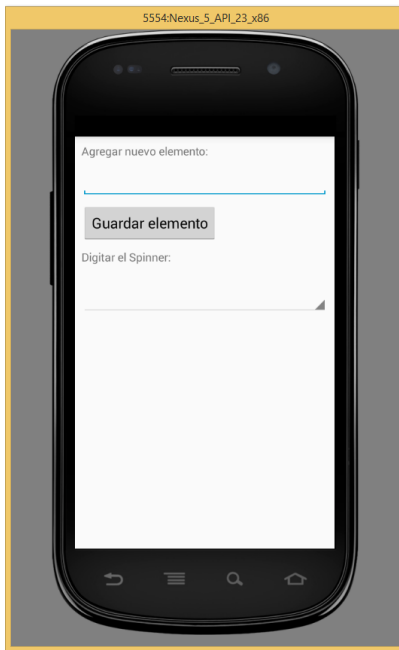 5554:Nexus_5_API_23_x86
Agregar nuevo elemento:
Guardar elemento
Digitar el Spinner: